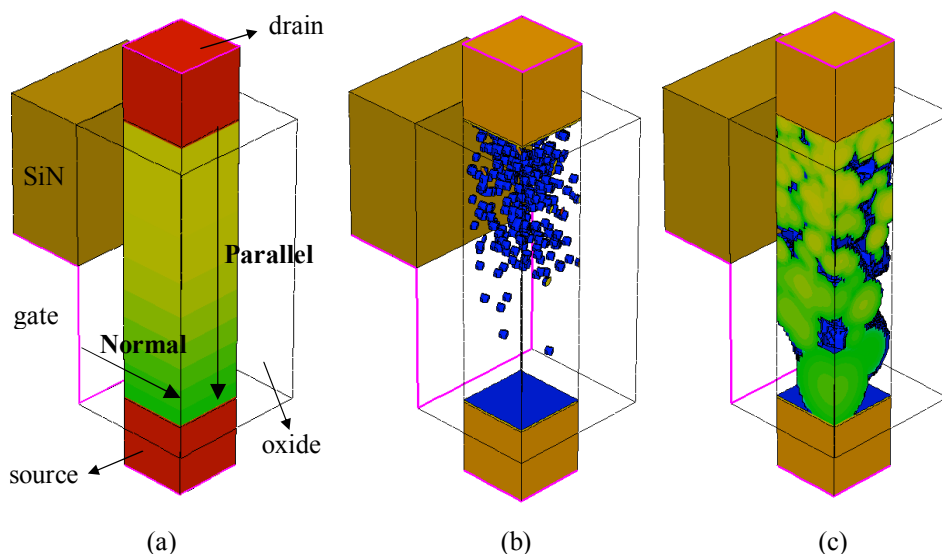 drain
SiN
Parallel
gate
Normal
oxide
source
(a)
(b)
(c)